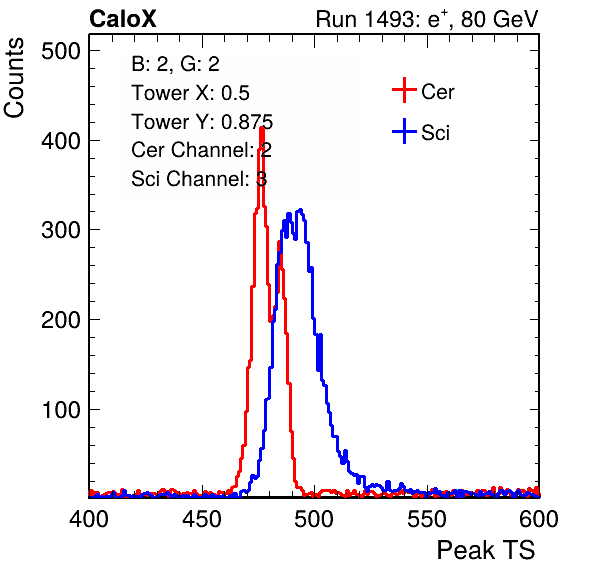 CaloX
Run 1493: e+, 80 GeV
Counts
500
400
300
200
100
B: 2, G: 2
Tower X: 0.5
Tower Y: 0.875
Cer Channel: 2
Sci Channel: 3
Cer
Sci
400
450
500
550
600
Peak TS